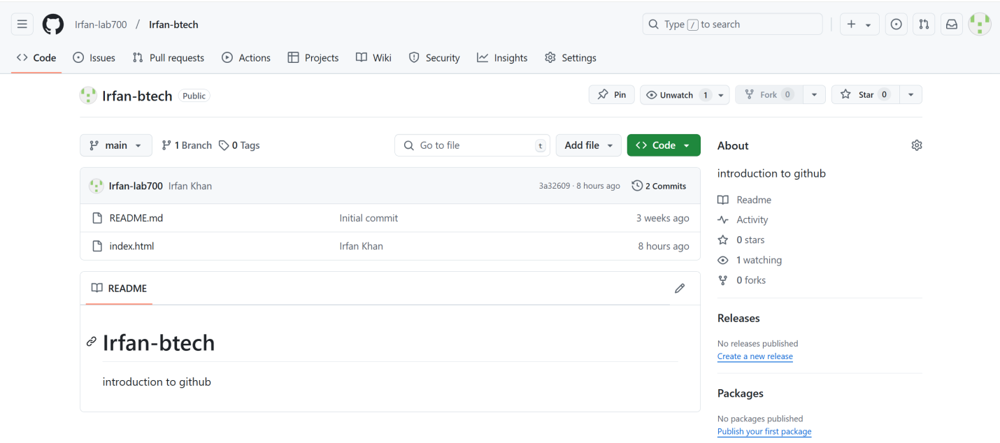 Irfan-lab700 / Irfan-btech
Type / to search
Code Issues Pull requests Actions Projects Wiki Security Insights Settings
Irfan-btech Public
Pin Unwatch 1 Fork 0 Star 0
main 1 Branch 0 Tags
Go to file t Add file Code
Irfan-lab700 Irfan Khan 3a32609 · 8 hours ago 2 Commits
README.md Initial commit 3 weeks ago
index.html Irfan Khan 8 hours ago
README
Irfan-btech
introduction to github
About
introduction to github
Readme
Activity
0 stars
1 watching
0 forks
Releases
No releases published
Create a new release
Packages
No packages published
Publish your first package